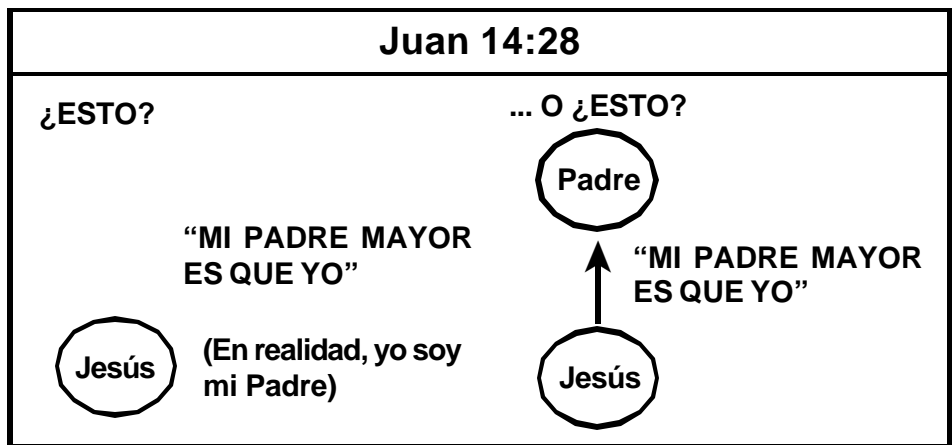 Juan 14:28
¿ESTO?
“MI PADRE MAYOR
ES QUE YO”
Jesús
(En realidad, yo soy
mi Padre)
... O ¿ESTO?
Padre
“MI PADRE MAYOR
ES QUE YO”
Jesús